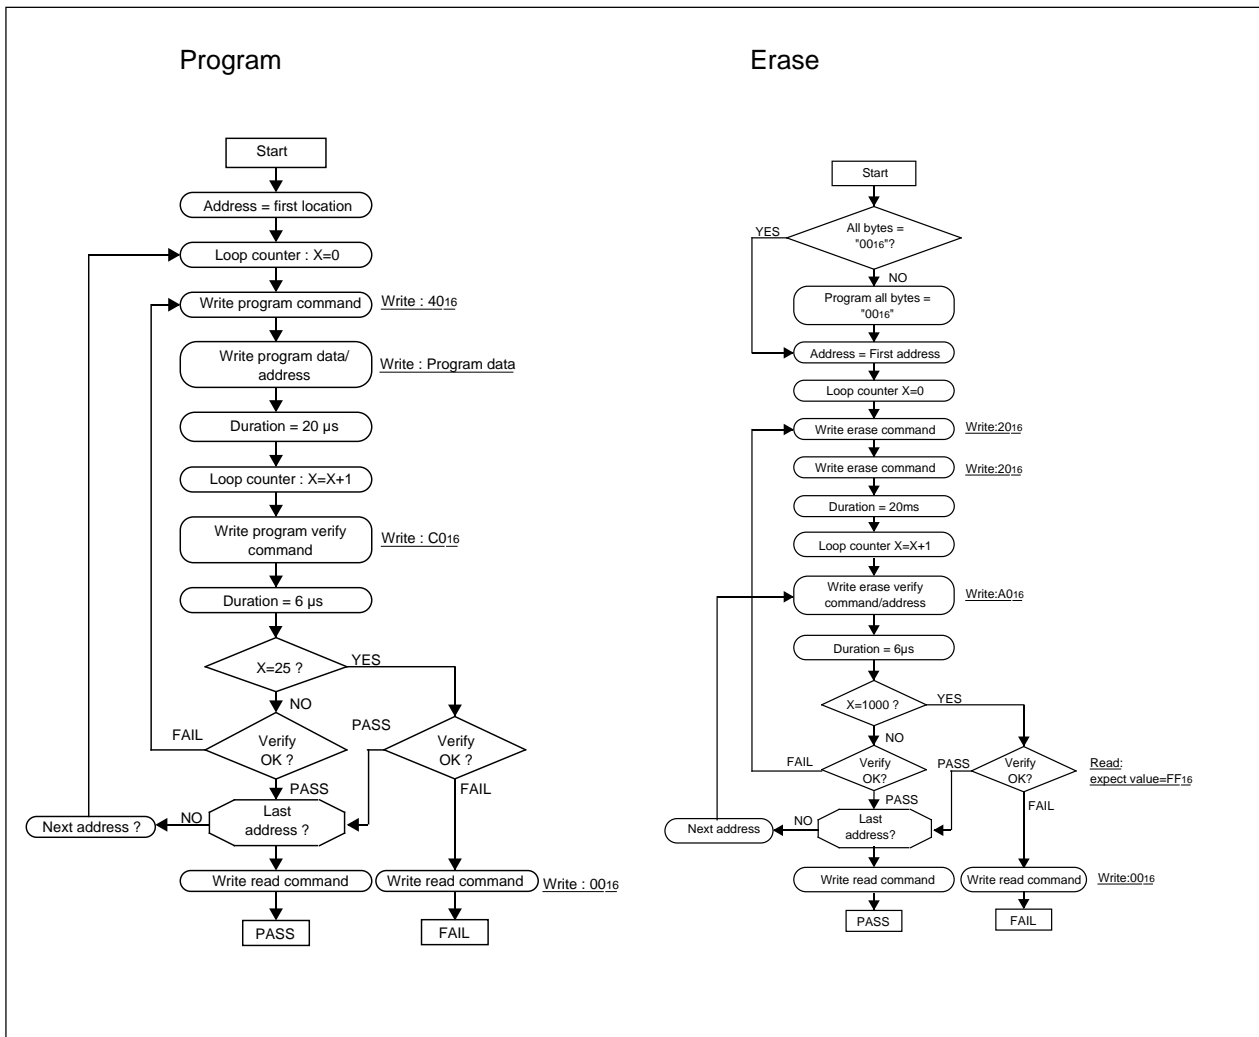 Program
Start
Address = first location
Loop counter : X=0
Write program command
Write : 4016
Write program data/
address
Write : Program data
Duration = 20 µs
Loop counter : X=X+1
Write program verify
command
Write : C016
Duration = 6 µs
X=25 ?
YES
NO
FAIL
Verify
OK ?
PASS
PASS
Verify
OK ?
FAIL
Last
address ?
NO
Next address ?
Write read command
Write read command
Write : 0016
PASS
FAIL
Erase
Start
All bytes =
"0016"?
YES
NO
Program all bytes =
"0016"
Address = First address
Loop counter X=0
Write erase command
Write:2016
Write erase command
Write:2016
Duration = 20ms
Loop counter X=X+1
Write erase verify
command/address
Write:A016
Duration = 6µs
X=1000 ?
YES
NO
FAIL
Verify
OK?
PASS
PASS
Verify
OK?
FAIL
Read:
expect value=FF16
Last
address?
NO
Next address
Write read command
Write read command
Write:0016
PASS
FAIL